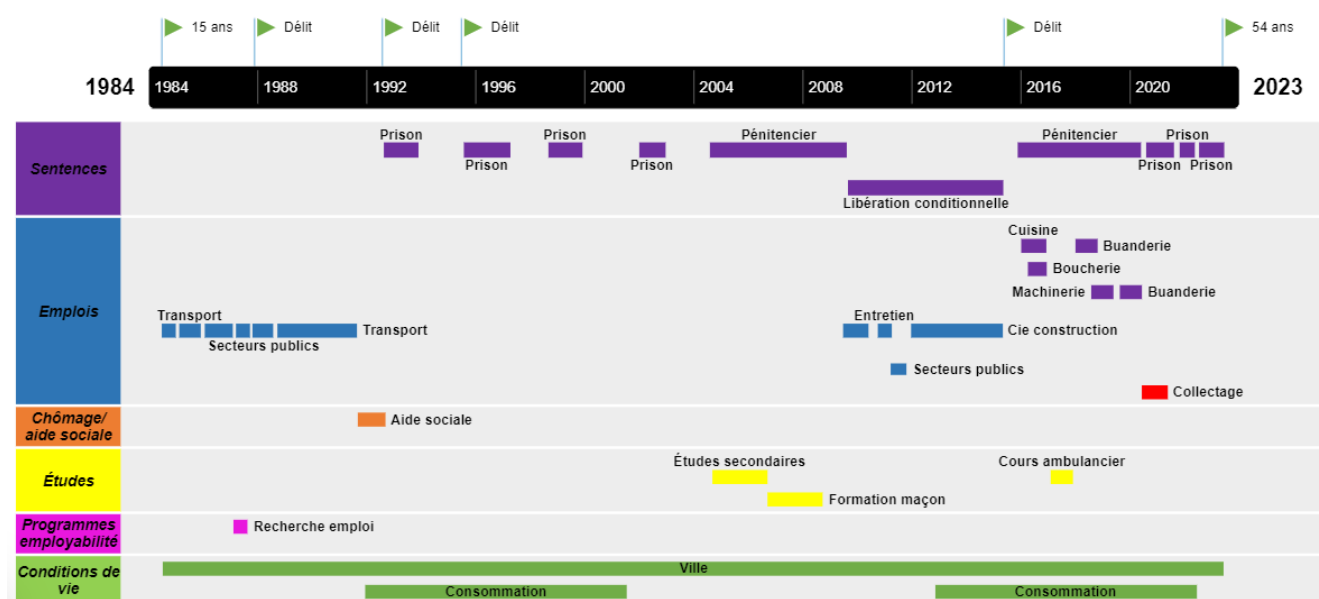 15 ans
Délit
Délit
Délit
Délit
54 ans
1984
1984
1988
1992
1996
2000
2004
2008
2012
2016
2020
2023
Sentences
Prison
Prison
Prison
Prison
Pénitencier
Libération conditionnelle
Pénitencier
Prison
Prison
Prison
Emplois
Cuisine
Buanderie
Boucherie
Machinerie
Buanderie
Transport
Secteurs publics
Transport
Entretien
Cie construction
Secteurs publics
Collectage
Chômage/
aide sociale
Aide sociale
Études
Études secondaires
Formation maçon
Cours ambulancier
Programmes
employabilité
Recherche emploi
Conditions de
vie
Ville
Consommation
Consommation